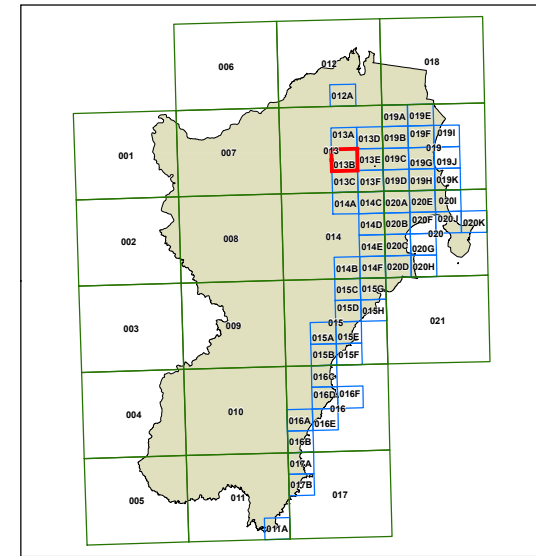 006 012 018
012A
019A 019E
013A 013D 019B 019F 019I
001 007 013 019
013B 013E 019C 019G 019J
013C 013F 019D 019H 019K
014A 014C 020A 020E 020I
014D 020B 020F 020J 020K
002 008 014 020
014E 020C 020G
014B 014F 020D 020H
015C 015G
015D 015H
003 009 015 021
015A 015E
015B 015F
016C
016D 016F
004 010 016
016A 016E
016B
017A
017B
005 011 017
011A